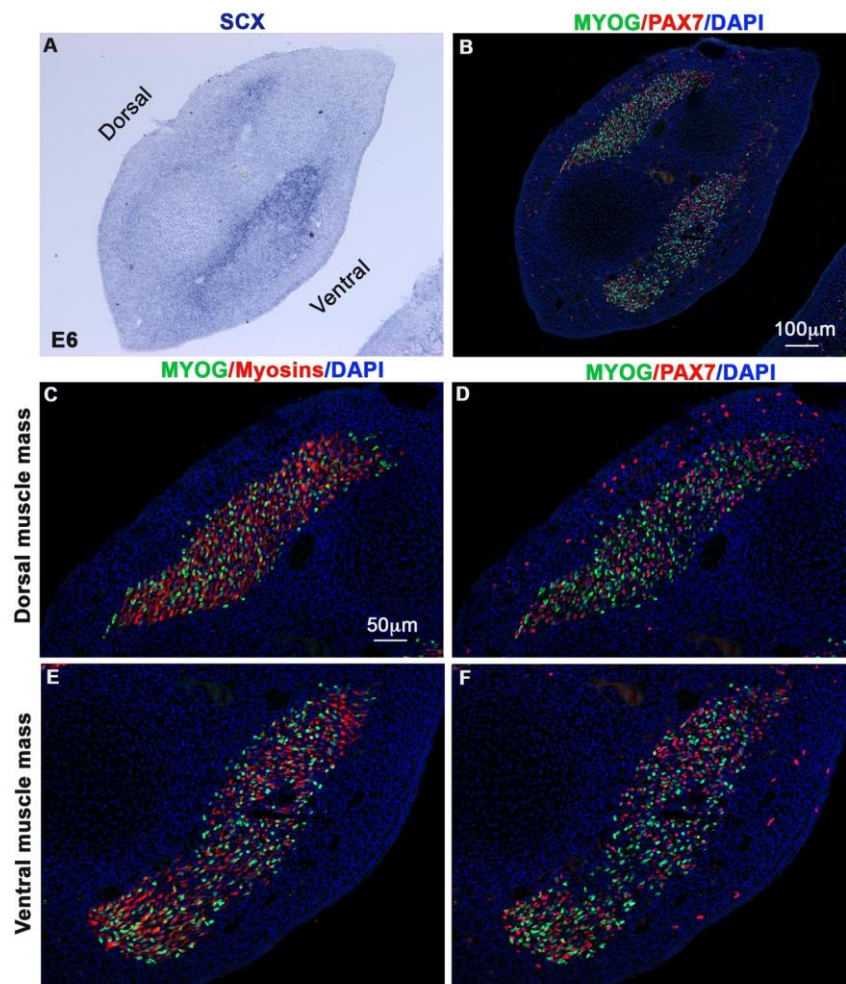 SCX
MYOG/PAX7/DAPI
A
Dorsal
Ventral
E6
B
100µm
MYOG/Myosins/DAPI
MYOG/PAX7/DAPI
Dorsal muscle mass
C
50µm
D
Ventral muscle mass
E
F